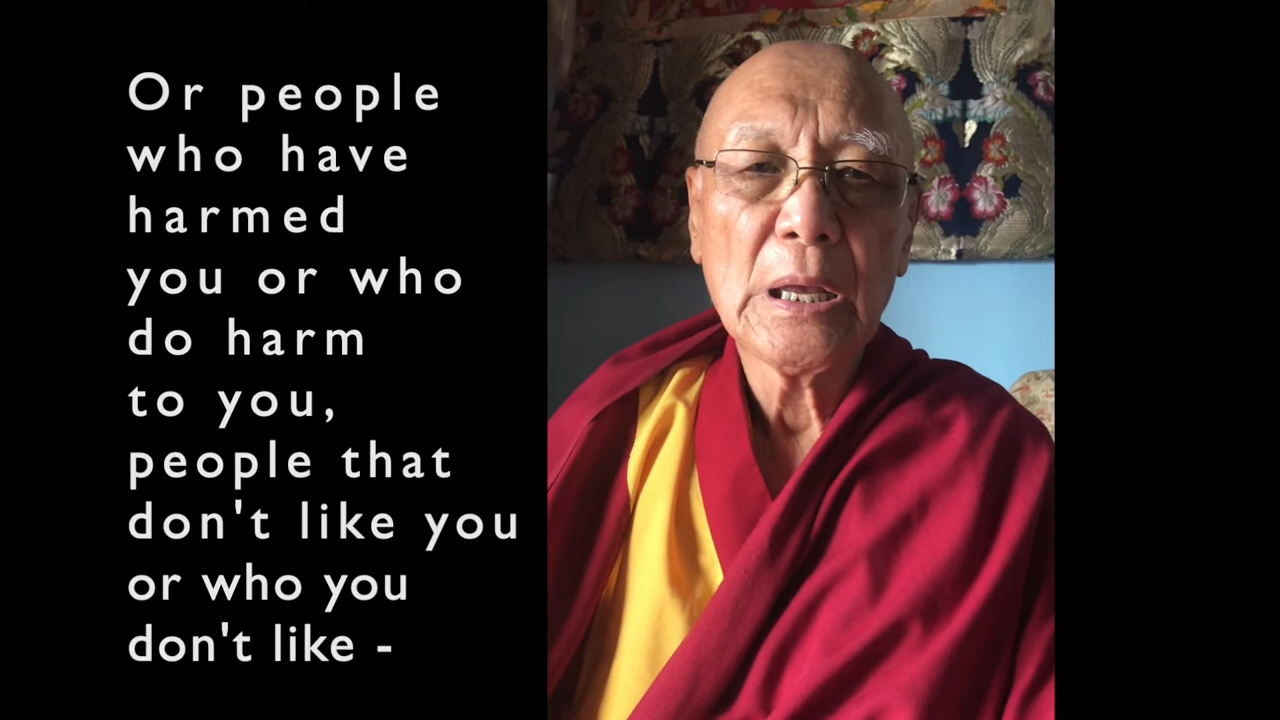 Or people
who have
harmed
you or who
do harm
to you,
people that
don't like you
or who you
don't like -